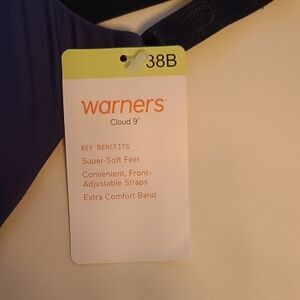 38B
warners
Cloud 9°
KEY BENEFITS
Super-Soft Feel
Convenient, Front-
Adjustable Straps
Extra Comfort Band